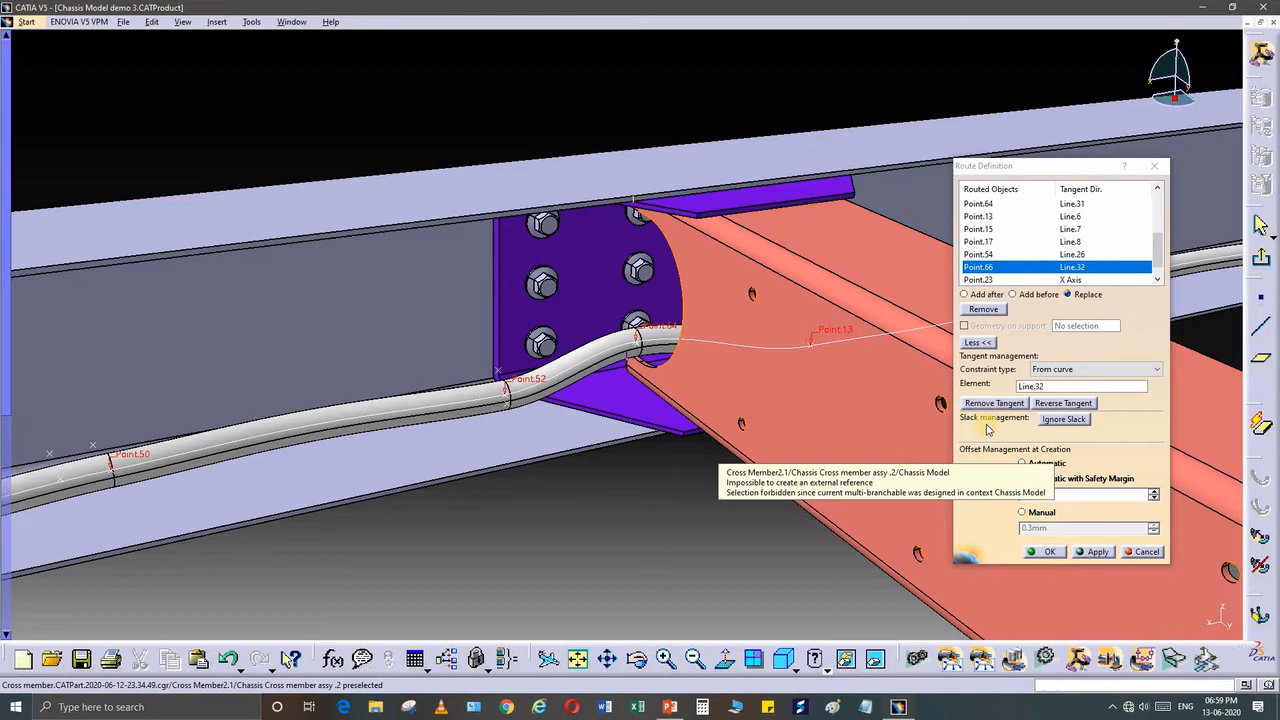 CATIA V5 - [Chassis Model demo 3.CATProduct]
Start ENOVIA V5 VPM File Edit View Insert Tools Window Help
Route Definition ?
Routed Objects Tangent Dir.
Point.64 Line.31
Point.13 Line.6
Point.15 Line.7
Point.17 Line.8
Point.54 Line.26
Point.66 Line.32
Point.23 X Axis
Add after Add before Replace
Remove
Geometry on support No selection
Less <<
Tangent management:
Constraint type: From curve
Element: Line.32
Remove Tangent Reverse Tangent
Slack management: Ignore Slack
Offset Management at Creation
Automatic
tic with Safety Margin
Manual
0.3mm
OK Apply Cancel
Point.64
Point.13
Point.52
Point.50
Cross Member2.1/Chassis Cross member assy .2/Chassis Model
Impossible to create an external reference
Selection forbidden since current multi-branchable was designed in context Chassis Model
x z y
f(x)
CATIA
Cross member.CATPart.2020-06-12-23.34.49.cgr/Cross Member2.1/Chassis Cross member assy .2 preselected
Type here to search
ENG
06:59 PM
13-06-2020